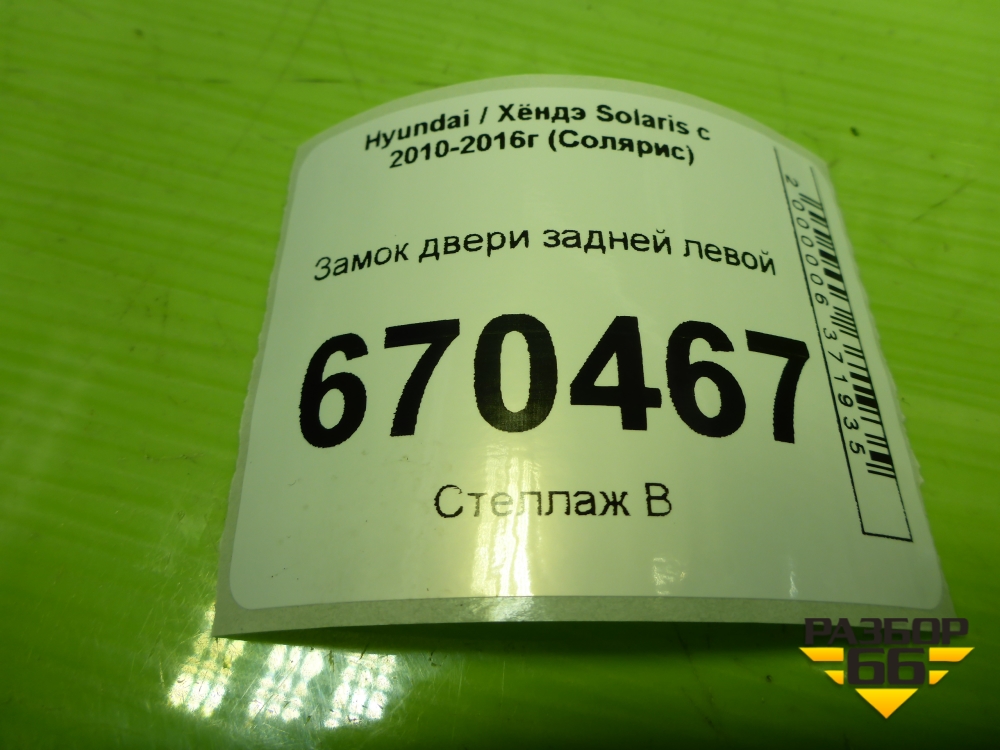 Hyundai / Хёндэ Solaris с
2010-2016г (Солярис)
Замок двери задней левой
670467
Стеллаж В
2000006371935
РАЗБОР
66